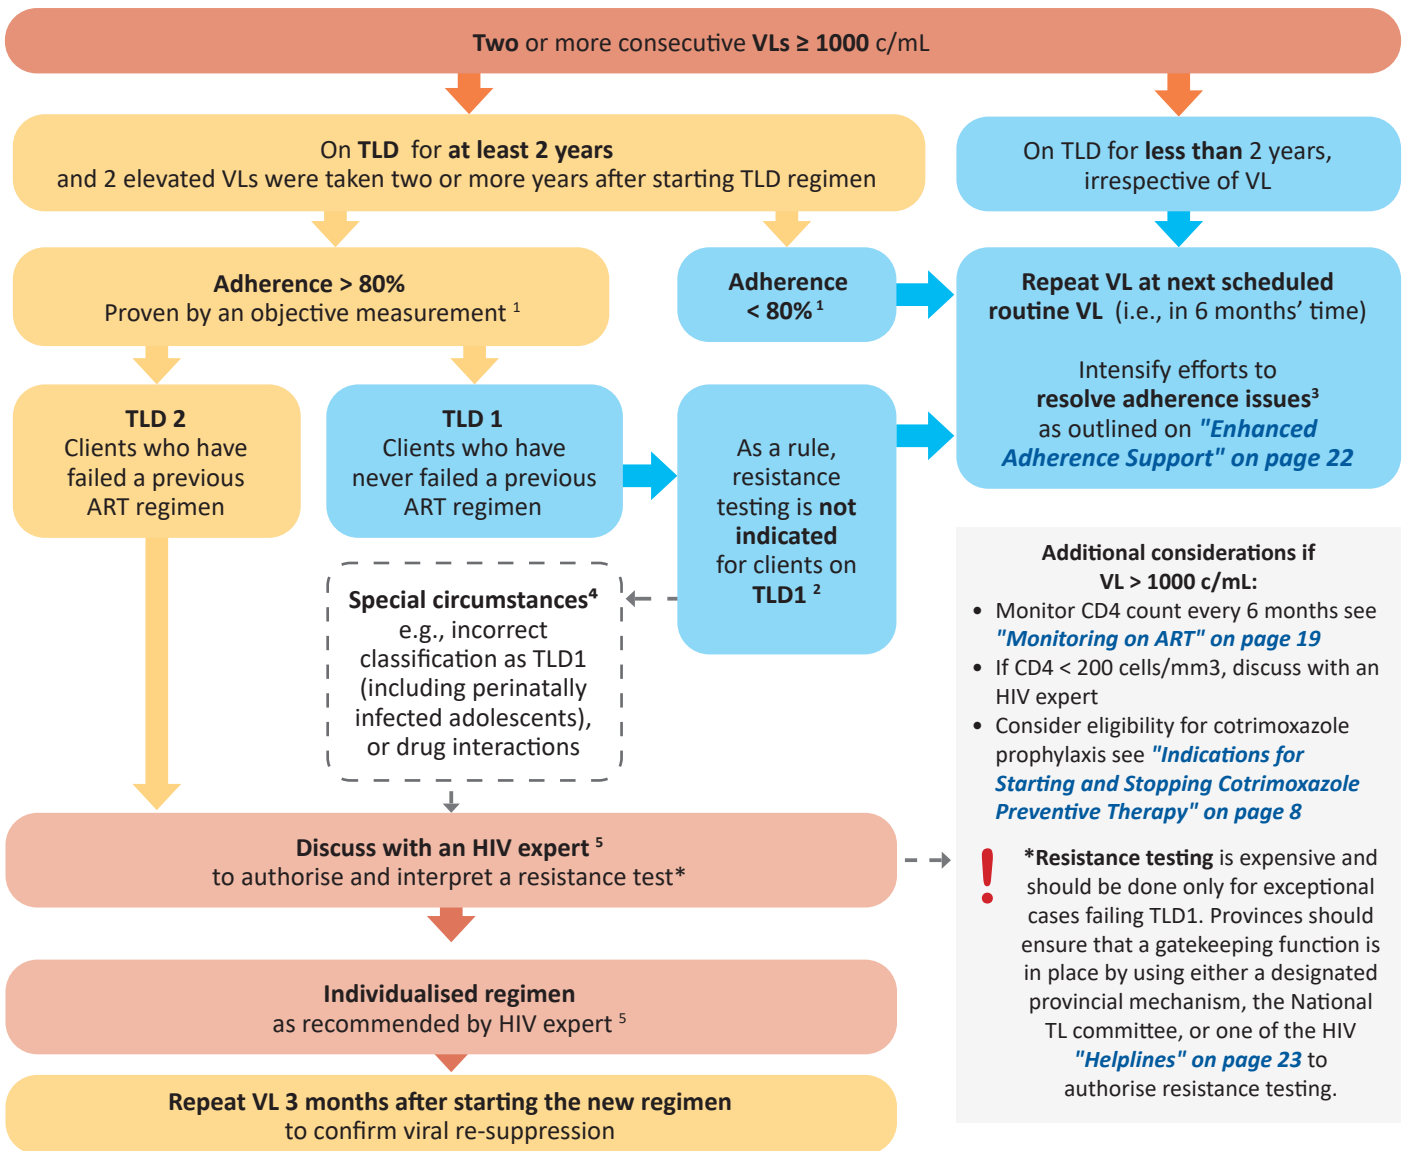 Two or more consecutive VLs ≥ 1000 c/mL
On TLD for at least 2 years
and 2 elevated VLs were taken two or more years after starting TLD regimen
On TLD for less than 2 years,
irrespective of VL
Adherence > 80%
Proven by an objective measurement ¹
Adherence
< 80% ¹
Repeat VL at next scheduled
routine VL (i.e., in 6 months’ time)
Intensify efforts to
resolve adherence issues³
as outlined on "Enhanced
Adherence Support" on page 22
TLD 2
Clients who have
failed a previous
ART regimen
TLD 1
Clients who have
never failed a previous
ART regimen
As a rule,
resistance
testing is not
indicated
for clients on
TLD1 ²
Special circumstances⁴
e.g., incorrect
classification as TLD1
(including perinatally
infected adolescents),
or drug interactions
Discuss with an HIV expert ⁵
to authorise and interpret a resistance test*
Individualised regimen
as recommended by HIV expert ⁵
Repeat VL 3 months after starting the new regimen
to confirm viral re-suppression
Additional considerations if
VL > 1000 c/mL:
• Monitor CD4 count every 6 months see
"Monitoring on ART" on page 19
• If CD4 < 200 cells/mm3, discuss with an
HIV expert
• Consider eligibility for cotrimoxazole
prophylaxis see "Indications for
Starting and Stopping Cotrimoxazole
Preventive Therapy" on page 8
! *Resistance testing is expensive and
should be done only for exceptional
cases failing TLD1. Provinces should
ensure that a gatekeeping function is
in place by using either a designated
provincial mechanism, the National
TL committee, or one of the HIV
"Helplines" on page 23 to
authorise resistance testing.